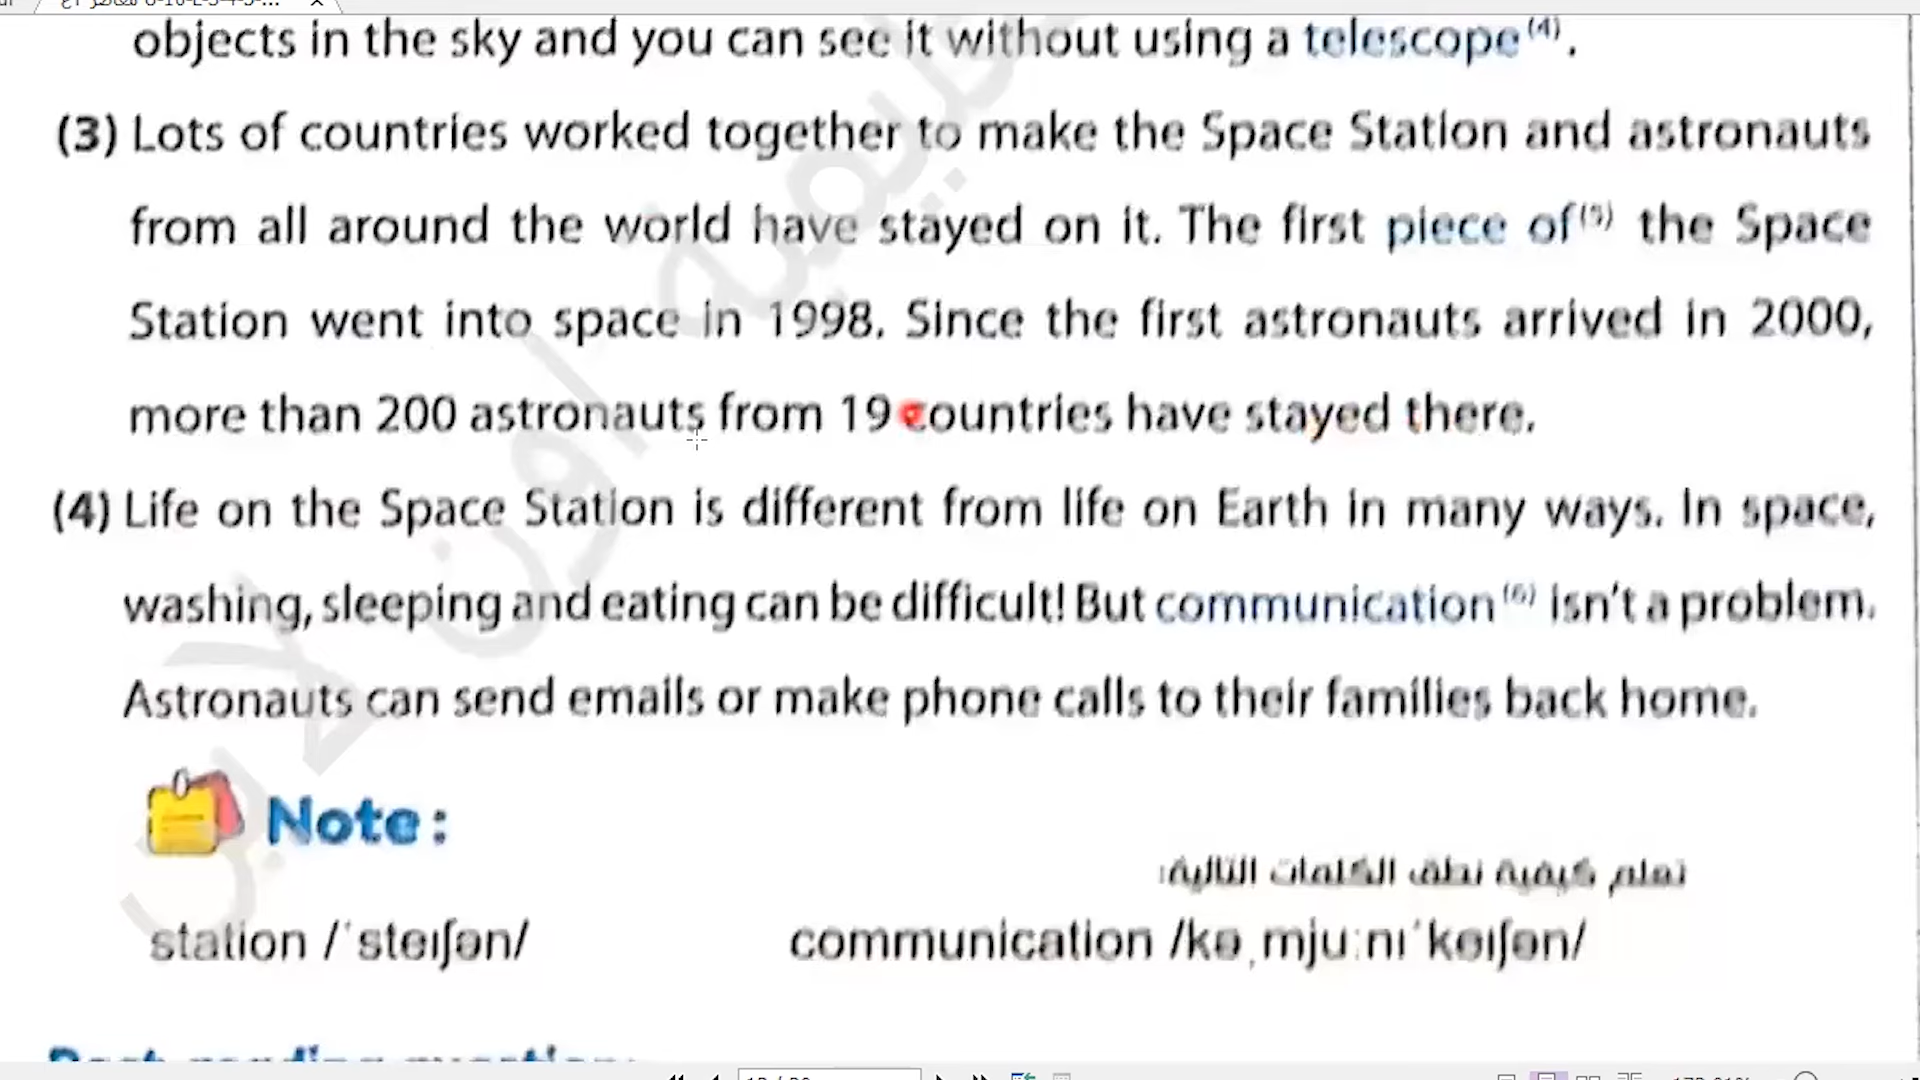 objects in the sky and you can see it without using a telescope(4).
(3) Lots of countries worked together to make the Space Station and astronauts
from all around the world have stayed on it. The first piece of(5) the Space
Station went into space in 1998. Since the first astronauts arrived in 2000,
more than 200 astronauts from 19 countries have stayed there.
(4) Life on the Space Station is different from life on Earth in many ways. In space,
washing, sleeping and eating can be difficult! But communication(6) isn't a problem.
Astronauts can send emails or make phone calls to their families back home.
Note:
تعلم كيفية نطق الكلمات التالية:
station /ˈsteɪʃən/ communication /kəˌmjuːnɪˈkeɪʃən/